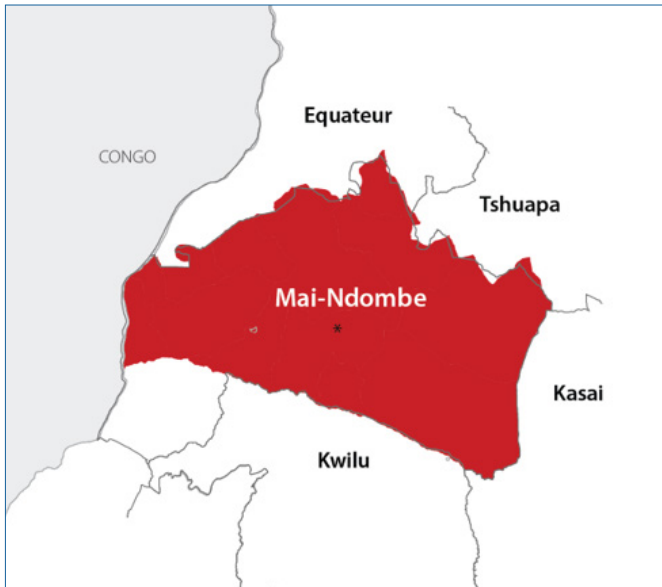 Equateur
CONGO
Tshuapa
Mai-Ndombe
*
Kasai
Kwilu